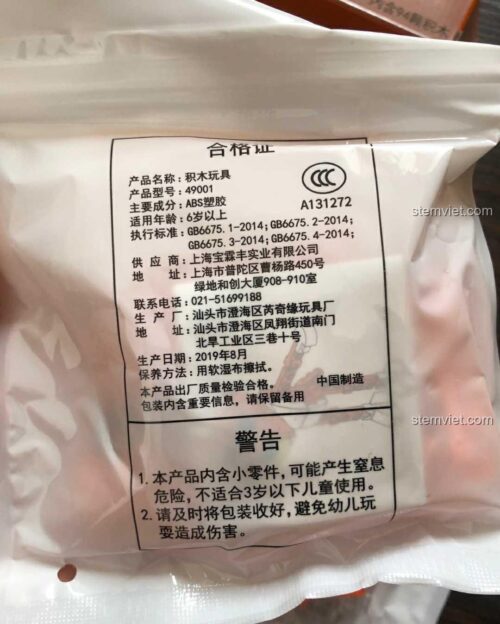 内含94颗积木
合格证
产品名称：积木玩具
产品型号：49001
主要成分：ABS塑胶
适用年龄：6岁以上
执行标准：GB6675.1-2014；GB6675.2-2014；
GB6675.3-2014；GB6675.4-2014；
CCC
A131272
stemviet.com
供 应 商：上海宝霖丰实业有限公司
地 址：上海市普陀区曹杨路450号
绿地和创大厦908-910室
联系电话：021-51699188
生 产 厂：汕头市澄海区芮奇缘玩具厂
地 址：汕头市澄海区凤翔街道南门
北旱工业区三巷十号
生产日期：2019年8月
保养方法：用软湿布擦拭。
本产品出厂质量检验合格。 中国制造
包装内含重要信息，请保留备用
stemviet.com
警告
1. 本产品内含小零件，可能产生窒息
危险，不适合3岁以下儿童使用。
2. 请及时将包装收好，避免幼儿玩
耍造成伤害。